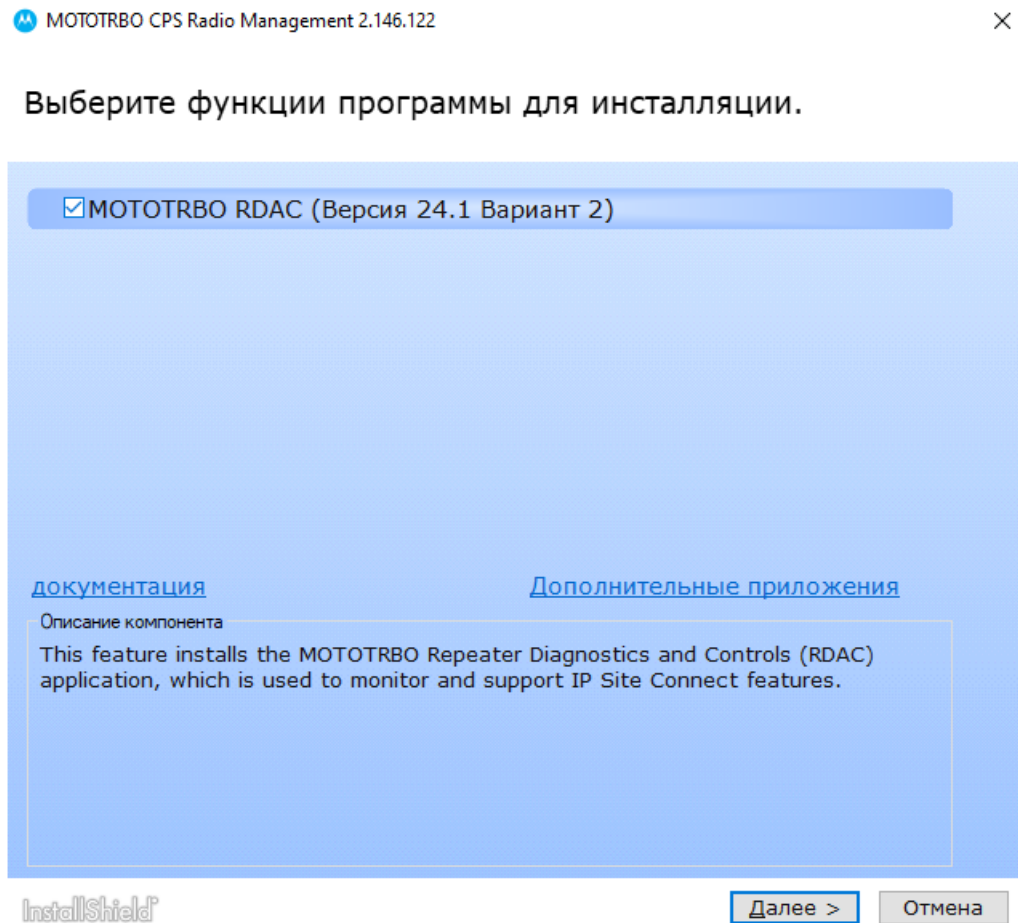 MOTOTRBO CPS Radio Management 2.146.122
Выберите функции программы для инсталляции.
MOTOTRBO RDAC (Версия 24.1 Вариант 2)
документация
Дополнительные приложения
Описание компонента
This feature installs the MOTOTRBO Repeater Diagnostics and Controls (RDAC)
application, which is used to monitor and support IP Site Connect features.
InstallShield®
Далее >
Отмена